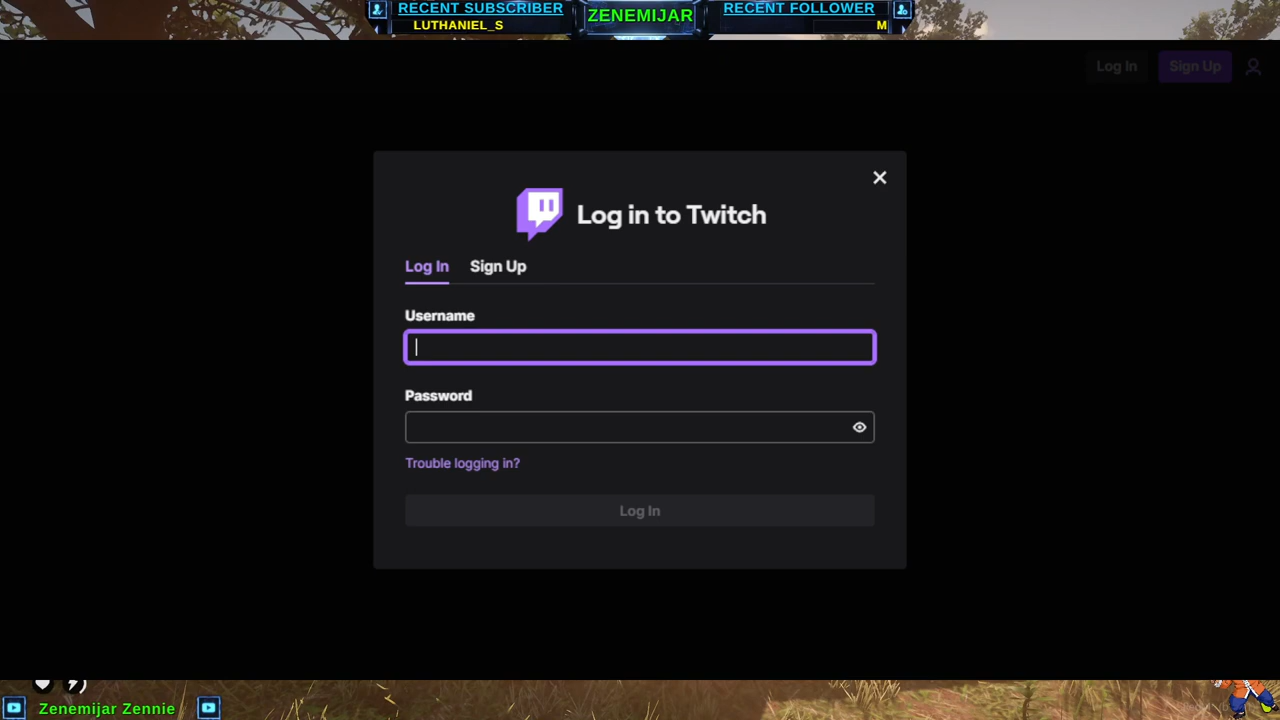 RECENT SUBSCRIBER
LUTHANIEL_S
ZENEMIJAR
RECENT FOLLOWER
M
Log In
Sign Up
Log in to Twitch
Log In
Sign Up
Username
Password
Trouble logging in?
Log In
Zenemijar Zennie